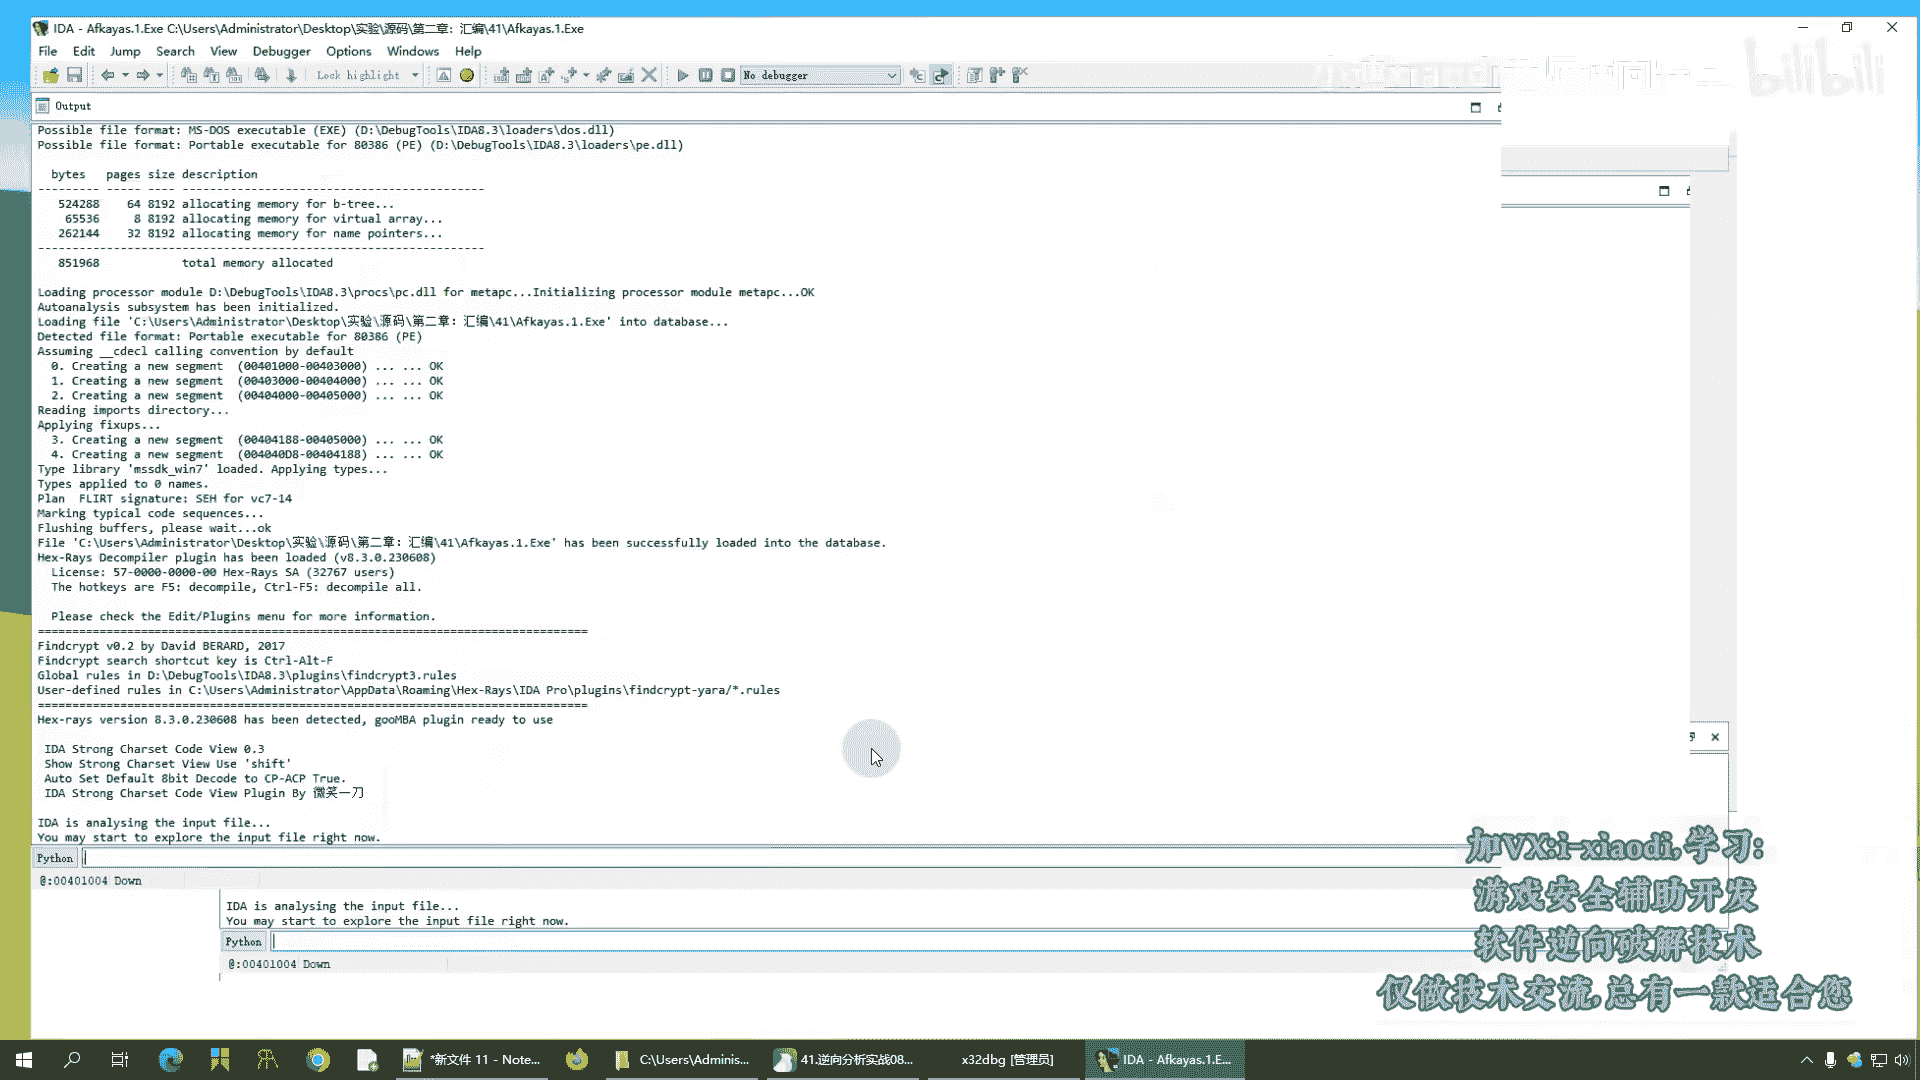 IDA - Afkayas.1.Exe C:\Users\Administrator\Desktop\实验\源码\第二章：汇编\41\Afkayas.1.Exe
File Edit Jump Search View Debugger Options Windows Help
Lock highlight No debugger
bilibili
Output
Possible file format: MS-DOS executable (EXE) (D:\DebugTools\IDA8.3\loaders\dos.dll)
Possible file format: Portable executable for 80386 (PE) (D:\DebugTools\IDA8.3\loaders\pe.dll)
bytes pages size description
--------- ----- ---- --------------------------------------------
524288 64 8192 allocating memory for b-tree...
65536 8 8192 allocating memory for virtual array...
262144 32 8192 allocating memory for name pointers...
-----------------------------------------------------------------
851968 total memory allocated
Loading processor module D:\DebugTools\IDA8.3\procs\pc.dll for metapc...Initializing processor module metapc...OK
Autoanalysis subsystem has been initialized.
Loading file 'C:\Users\Administrator\Desktop\实验\源码\第二章：汇编\41\Afkayas.1.Exe' into database...
Detected file format: Portable executable for 80386 (PE)
Assuming __cdecl calling convention by default
0. Creating a new segment (00401000-00403000) ... ... OK
1. Creating a new segment (00403000-00404000) ... ... OK
2. Creating a new segment (00404000-00405000) ... ... OK
Reading imports directory...
Applying fixups...
3. Creating a new segment (00404188-00405000) ... ... OK
4. Creating a new segment (004040D8-00404188) ... ... OK
Type library 'mssdk_win7' loaded. Applying types...
Types applied to 0 names.
Plan FLIRT signature: SEH for vc7-14
Marking typical code sequences...
Flushing buffers, please wait...ok
File 'C:\Users\Administrator\Desktop\实验\源码\第二章：汇编\41\Afkayas.1.Exe' has been successfully loaded into the database.
Hex-Rays Decompiler plugin has been loaded (v8.3.0.230608)
License: 57-0000-0000-00 Hex-Rays SA (32767 users)
The hotkeys are F5: decompile, Ctrl-F5: decompile all.
Please check the Edit/Plugins menu for more information.
================================================================================
Findcrypt v0.2 by David BERARD, 2017
Findcrypt search shortcut key is Ctrl-Alt-F
Global rules in D:\DebugTools\IDA8.3\plugins\findcrypt3.rules
User-defined rules in C:\Users\Administrator\AppData\Roaming\Hex-Rays\IDA Pro\plugins\findcrypt-yara/*.rules
================================================================================
Hex-rays version 8.3.0.230608 has been detected, gooMBA plugin ready to use
IDA Strong Charset Code View 0.3
Show Strong Charset View Use 'shift'
Auto Set Default 8bit Decode to CP-ACP True.
IDA Strong Charset Code View Plugin By 微笑一刀
IDA is analysing the input file...
You may start to explore the input file right now.
Python
@:00401004 Down
IDA is analysing the input file...
You may start to explore the input file right now.
Python
@:00401004 Down
加VX:i-xiaodi,学习:
游戏安全辅助开发
软件逆向破解技术
仅做技术交流,总有一款适合您
*新文件 11 - Note... C:\Users\Adminis... 41.逆向分析实战08... x32dbg [管理员] IDA - Afkayas.1.E...